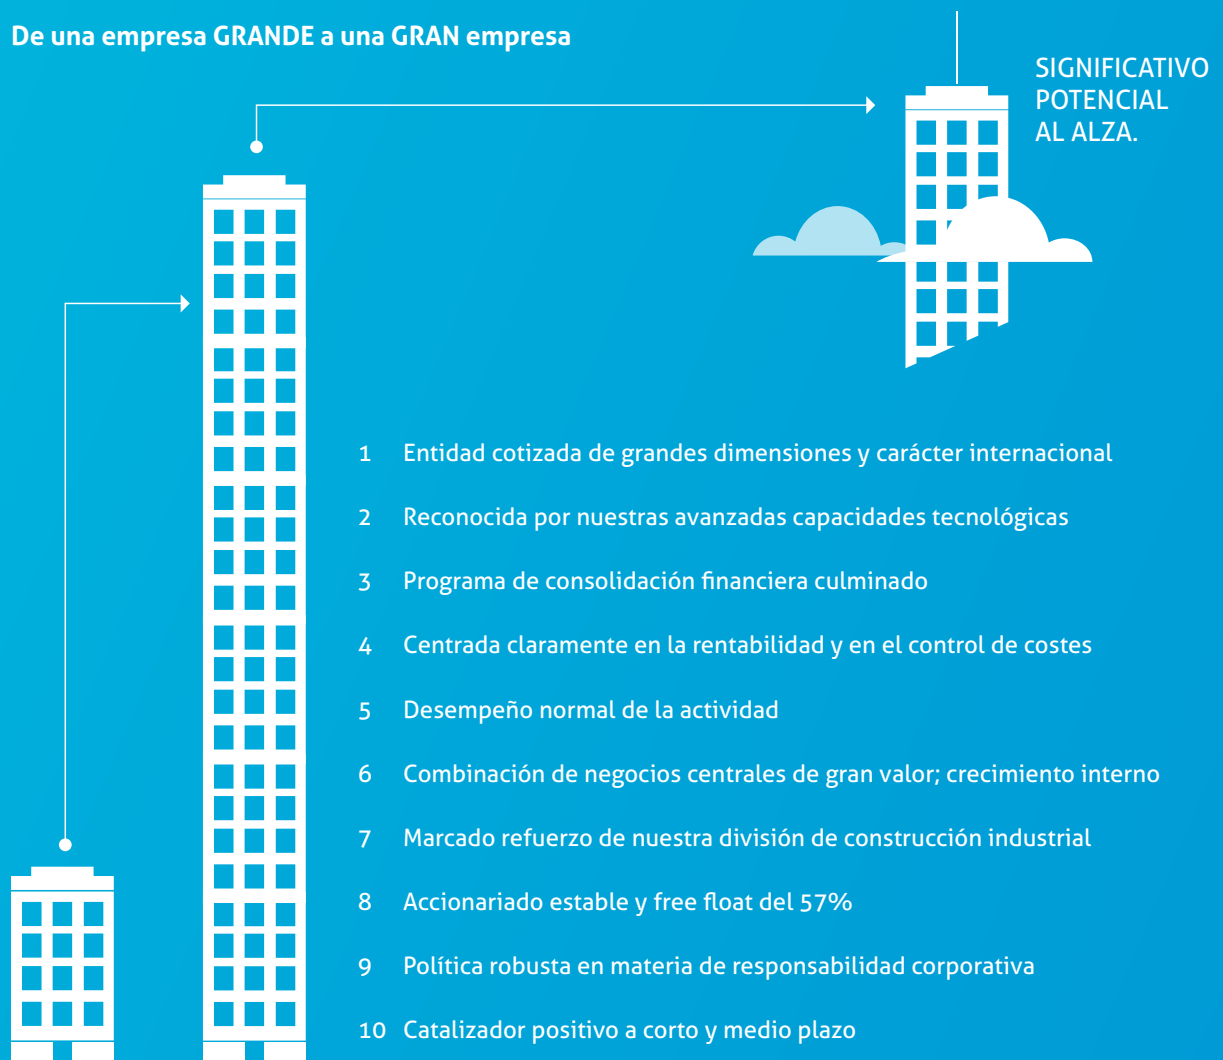 De una empresa GRANDE a una GRAN empresa
SIGNIFICATIVO
POTENCIAL
AL ALZA.
1 Entidad cotizada de grandes dimensiones y carácter internacional
2 Reconocida por nuestras avanzadas capacidades tecnológicas
3 Programa de consolidación financiera culminado
4 Centrada claramente en la rentabilidad y en el control de costes
5 Desempeño normal de la actividad
6 Combinación de negocios centrales de gran valor; crecimiento interno
7 Marcado refuerzo de nuestra división de construcción industrial
8 Accionariado estable y free float del 57%
9 Política robusta en materia de responsabilidad corporativa
10 Catalizador positivo a corto y medio plazo